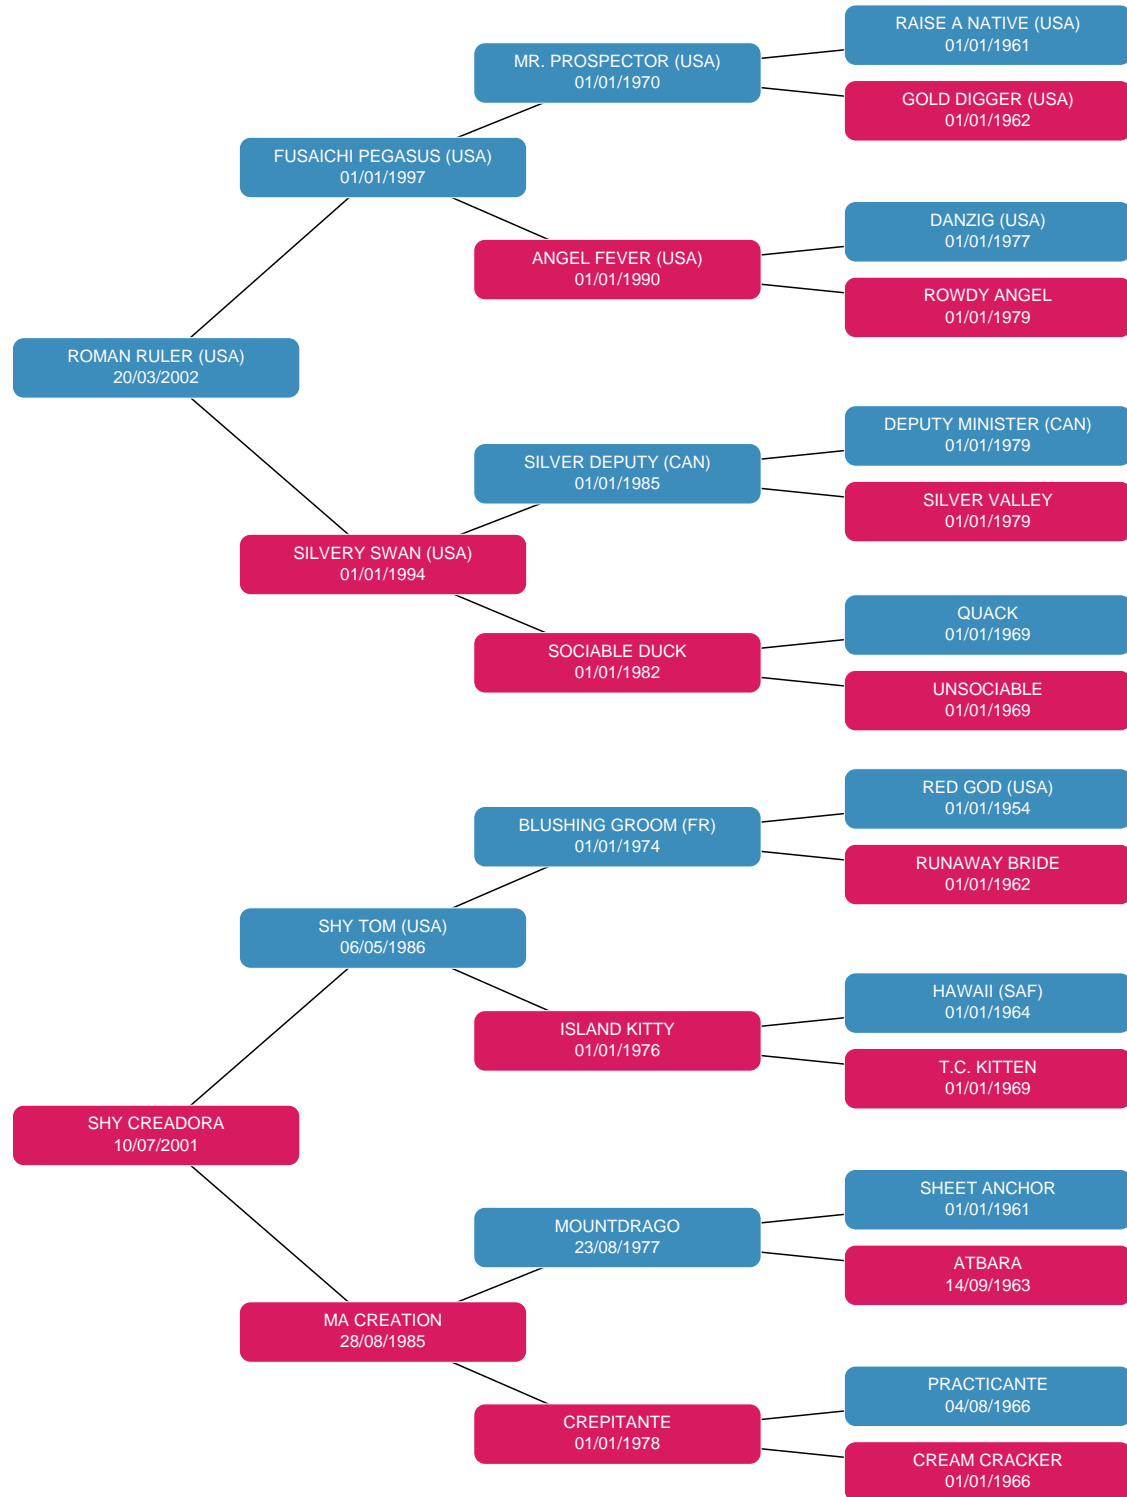 RAISE A NATIVE (USA)
01/01/1961
MR. PROSPECTOR (USA)
01/01/1970
GOLD DIGGER (USA)
01/01/1962
FUSAICHI PEGASUS (USA)
01/01/1997
DANZIG (USA)
01/01/1977
ANGEL FEVER (USA)
01/01/1990
ROWDY ANGEL
01/01/1979
ROMAN RULER (USA)
20/03/2002
DEPUTY MINISTER (CAN)
01/01/1979
SILVER DEPUTY (CAN)
01/01/1985
SILVER VALLEY
01/01/1979
SILVERY SWAN (USA)
01/01/1994
QUACK
01/01/1969
SOCIABLE DUCK
01/01/1982
UNSOCIABLE
01/01/1969
RED GOD (USA)
01/01/1954
BLUSHING GROOM (FR)
01/01/1974
RUNAWAY BRIDE
01/01/1962
SHY TOM (USA)
06/05/1986
HAWAII (SAF)
01/01/1964
ISLAND KITTY
01/01/1976
T.C. KITTEN
01/01/1969
SHY CREADORA
10/07/2001
SHEET ANCHOR
01/01/1961
MOUNTDRAGO
23/08/1977
ATBARA
14/09/1963
MA CREATION
28/08/1985
PRACTICANTE
04/08/1966
CREPITANTE
01/01/1978
CREAM CRACKER
01/01/1966